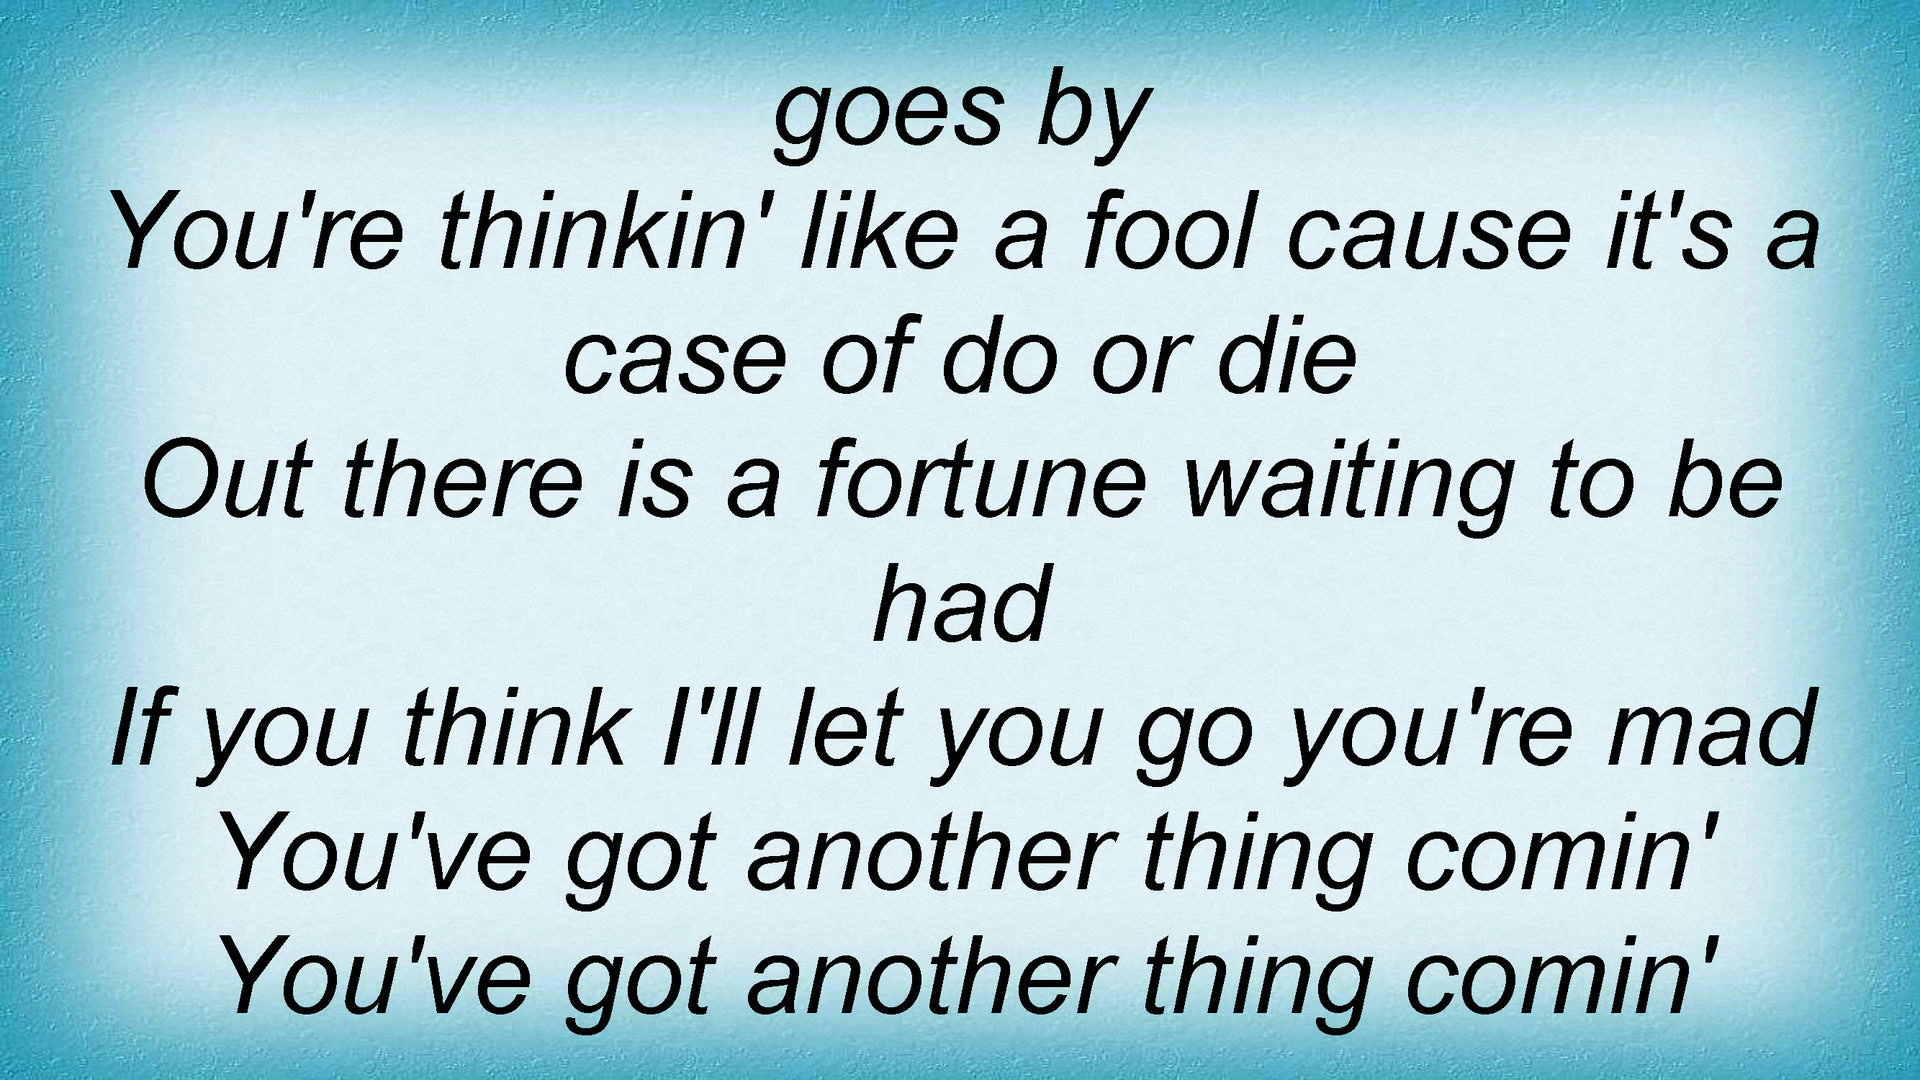 goes by
You're thinkin' like a fool cause it's a
case of do or die
Out there is a fortune waiting to be
had
If you think I'll let you go you're mad
You've got another thing comin'
You've got another thing comin'